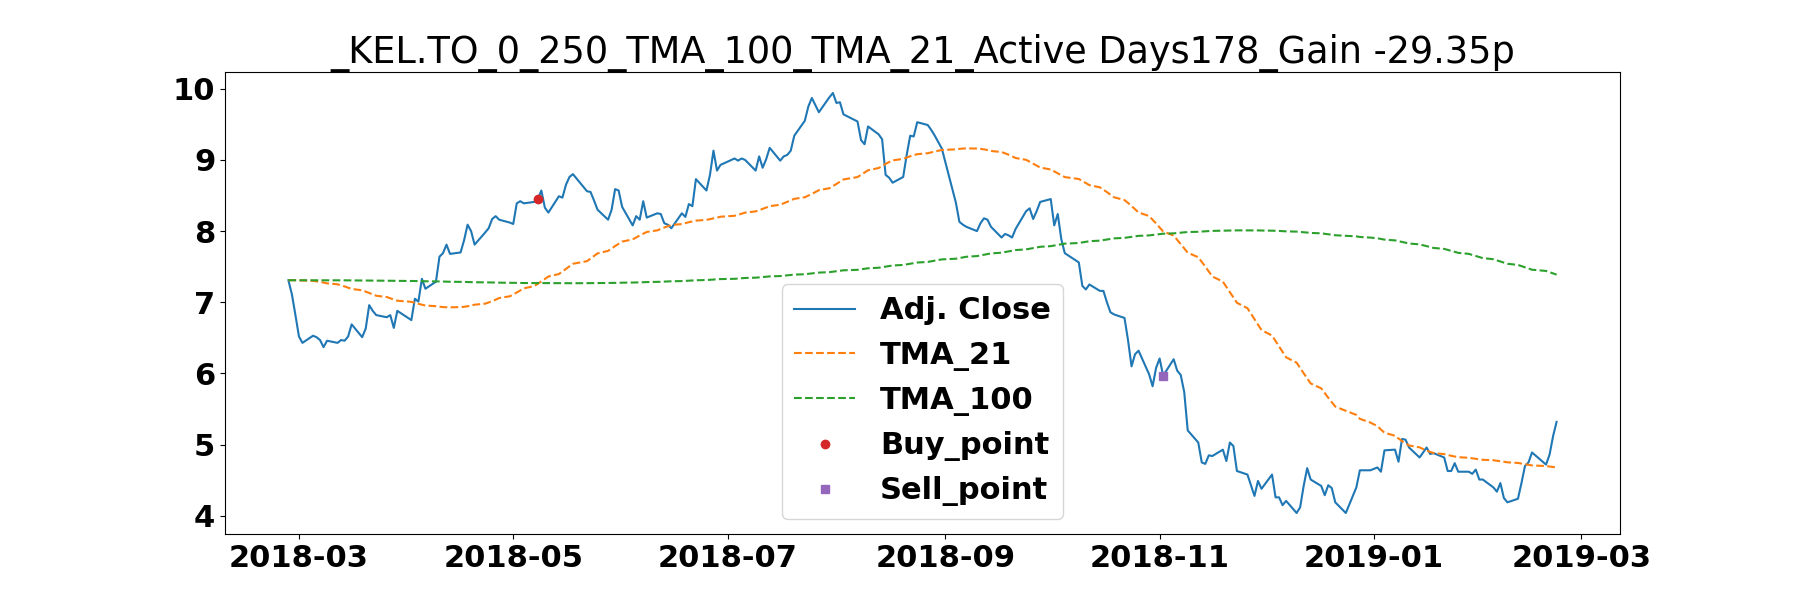 _KEL.TO_0_250_TMA_100_TMA_21_Active Days178_Gain -29.35p
10
9
8
7
6
5
4
Adj. Close
TMA_21
TMA_100
Buy_point
Sell_point
2018-03 2018-05 2018-07 2018-09 2018-11 2019-01 2019-03